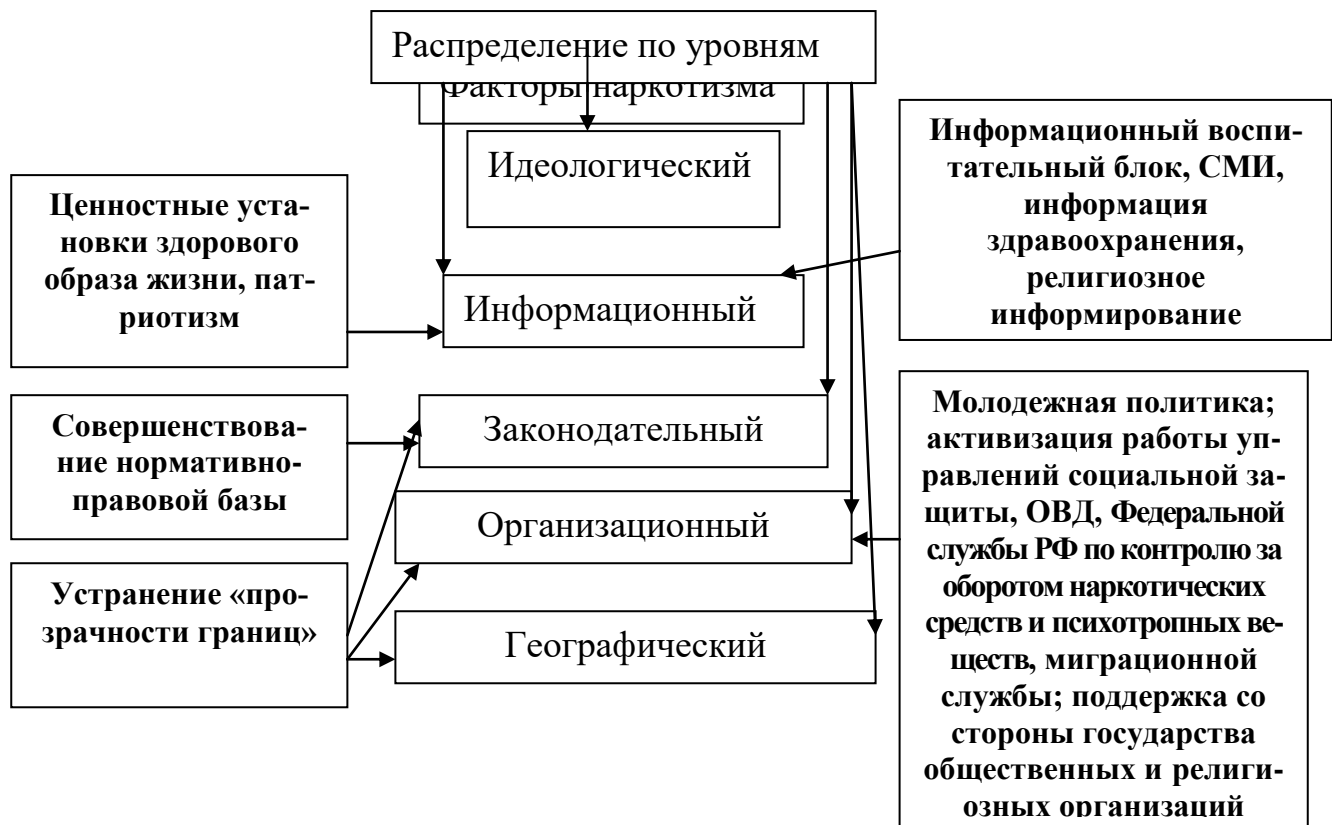 Распределение по уровням
Факторы наркотизма
Идеологический
Информационный
Законодательный
Организационный
Географический
Ценностные уста-
новки здорового
образа жизни, пат-
риотизм
Совершенствова-
ние нормативно-
правовой базы
Устранение «про-
зрачности границ»
Информационный воспи-
тательный блок, СМИ,
информация
здравоохранения,
религиозное
информирование
Молодежная политика;
активизация работы уп-
равлений социальной за-
щиты, ОВД, Федеральной
службы РФ по контролю за
оборотом наркотических
средств и психотропных ве-
ществ, миграционной
службы; поддержка со
стороны государства
общественных и религи-
озных организаций